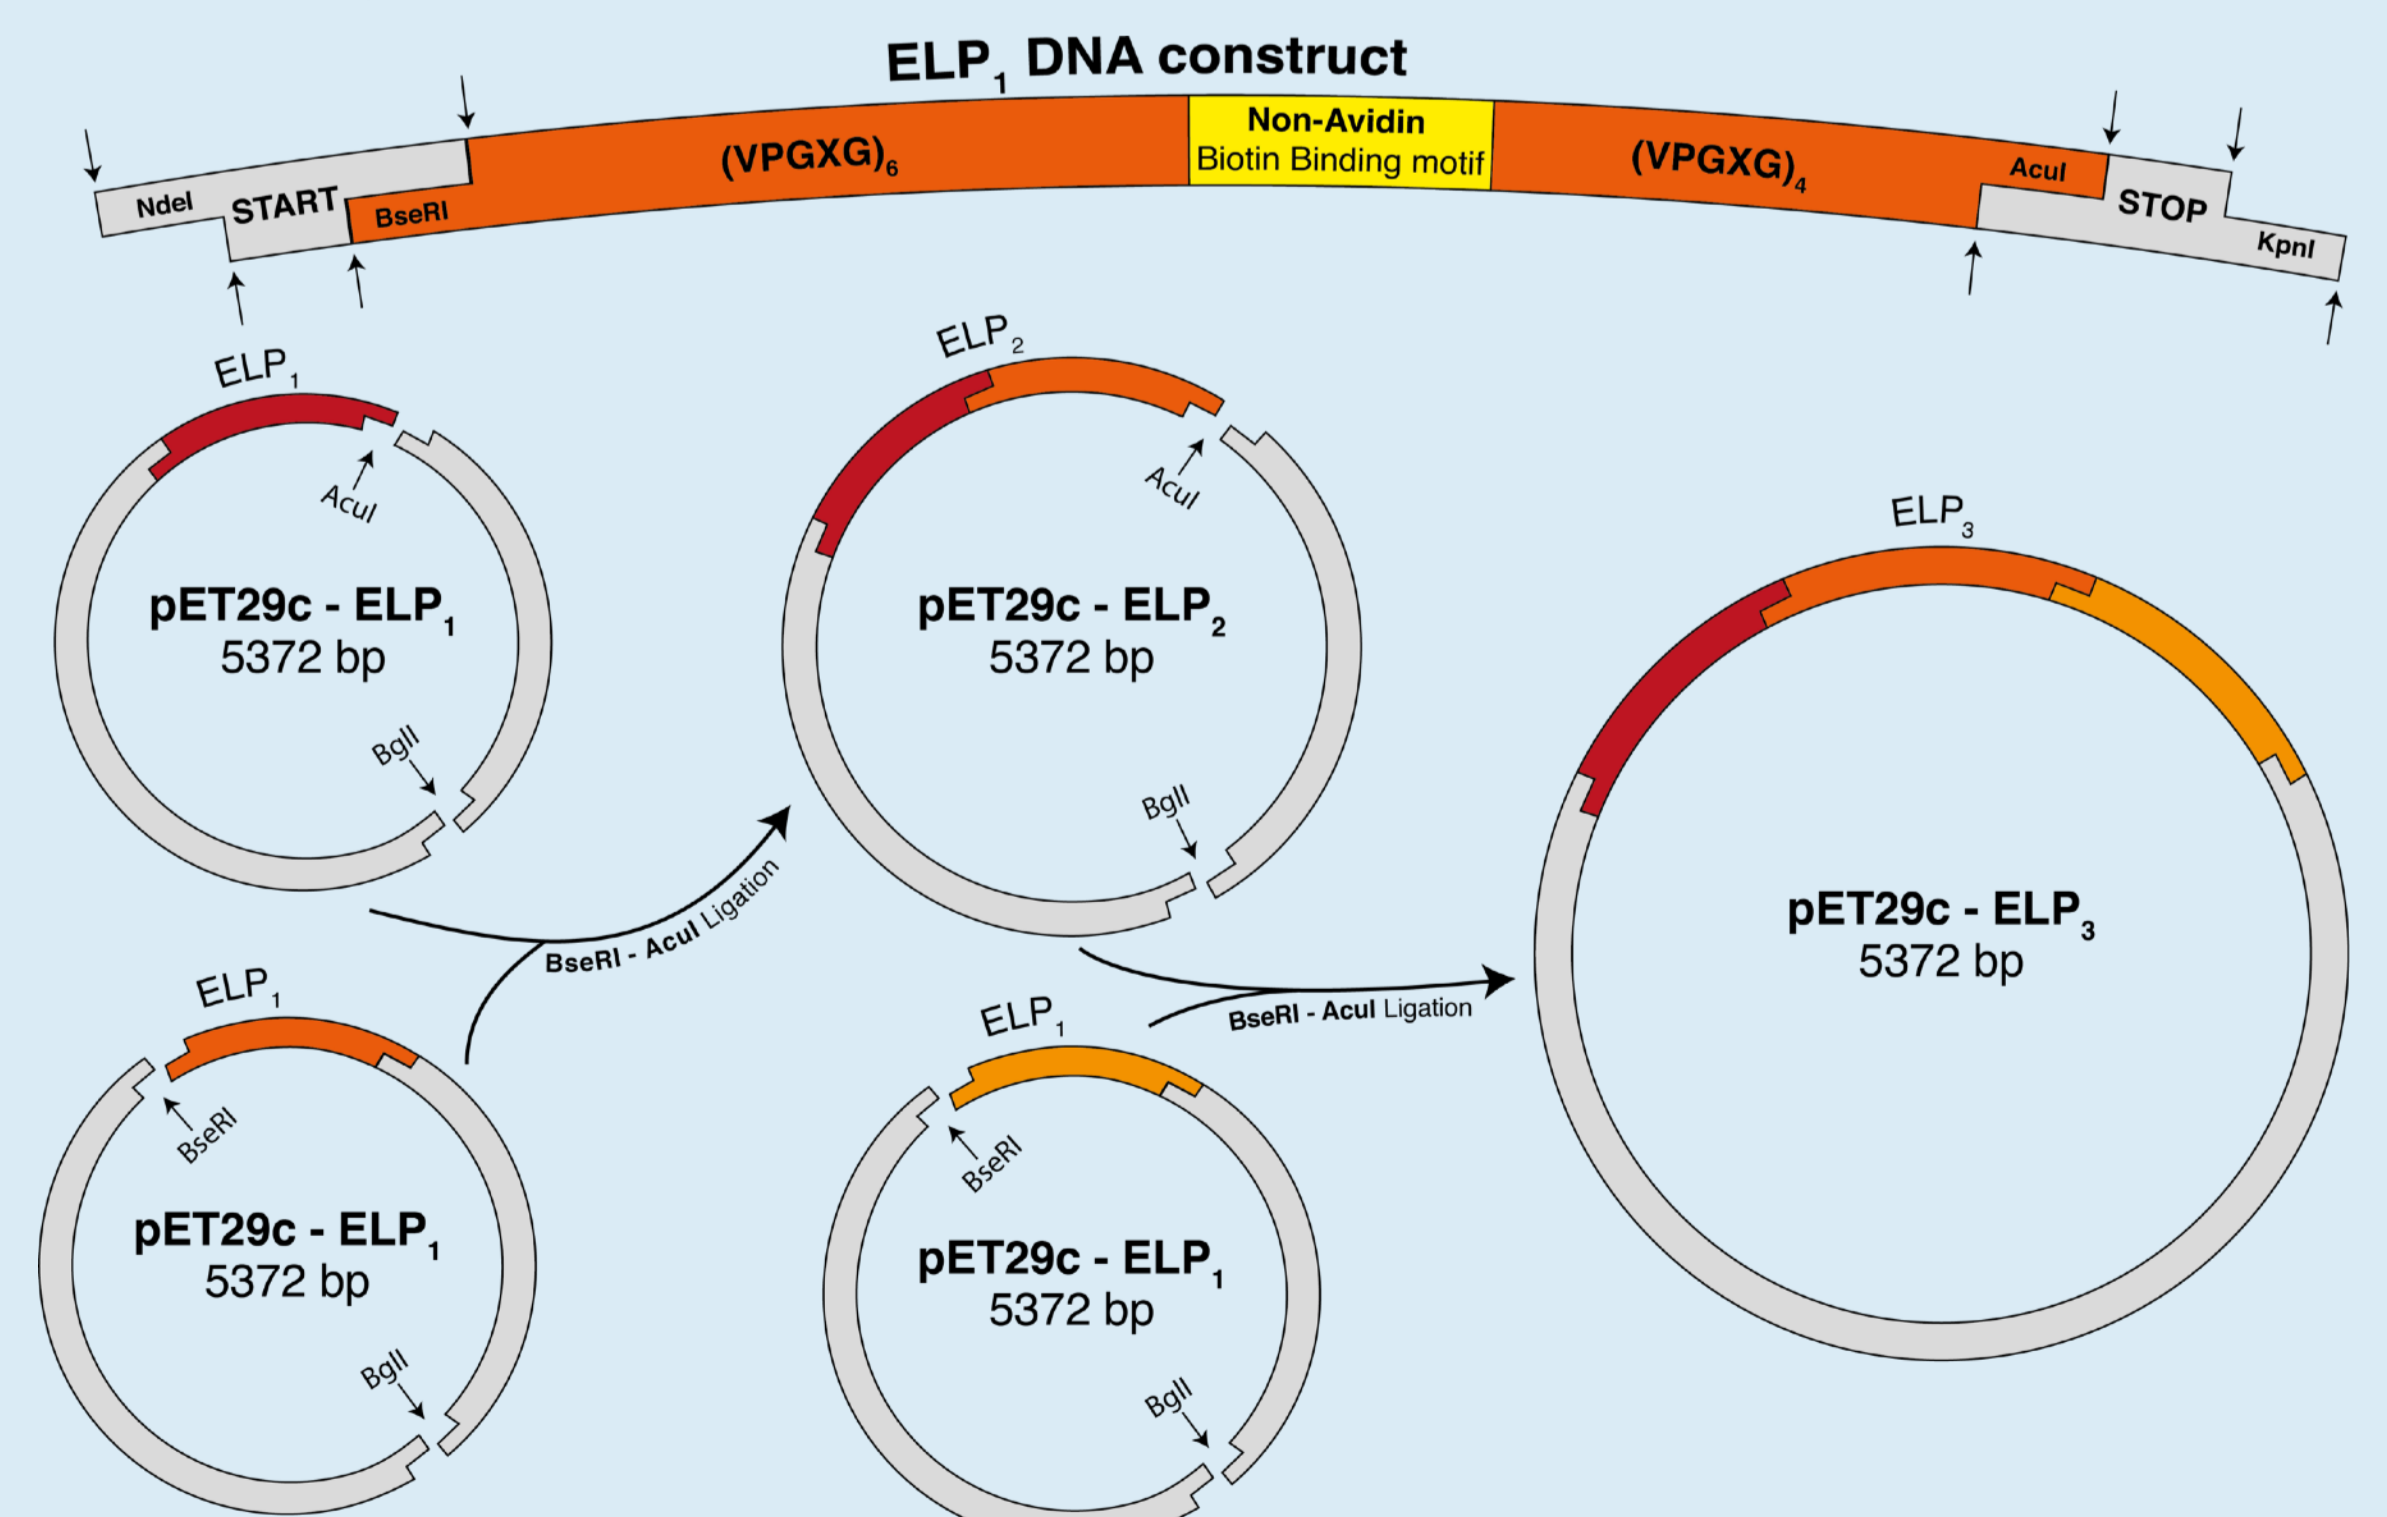 ELP1 DNA construct
NdeI
START
BseRI
(VPGXG)6
Non-Avidin
Biotin Binding motif
(VPGXG)4
AcuI
STOP
KpnI
ELP1
AcuI
pET29c - ELP1
5372 bp
BglI
ELP2
AcuI
pET29c - ELP2
5372 bp
BglI
BseRI - AcuI Ligation
ELP3
pET29c - ELP3
5372 bp
ELP1
BseRI
pET29c - ELP1
5372 bp
BglI
ELP1
BseRI - AcuI Ligation
BseRI
pET29c - ELP1
5372 bp
BglI